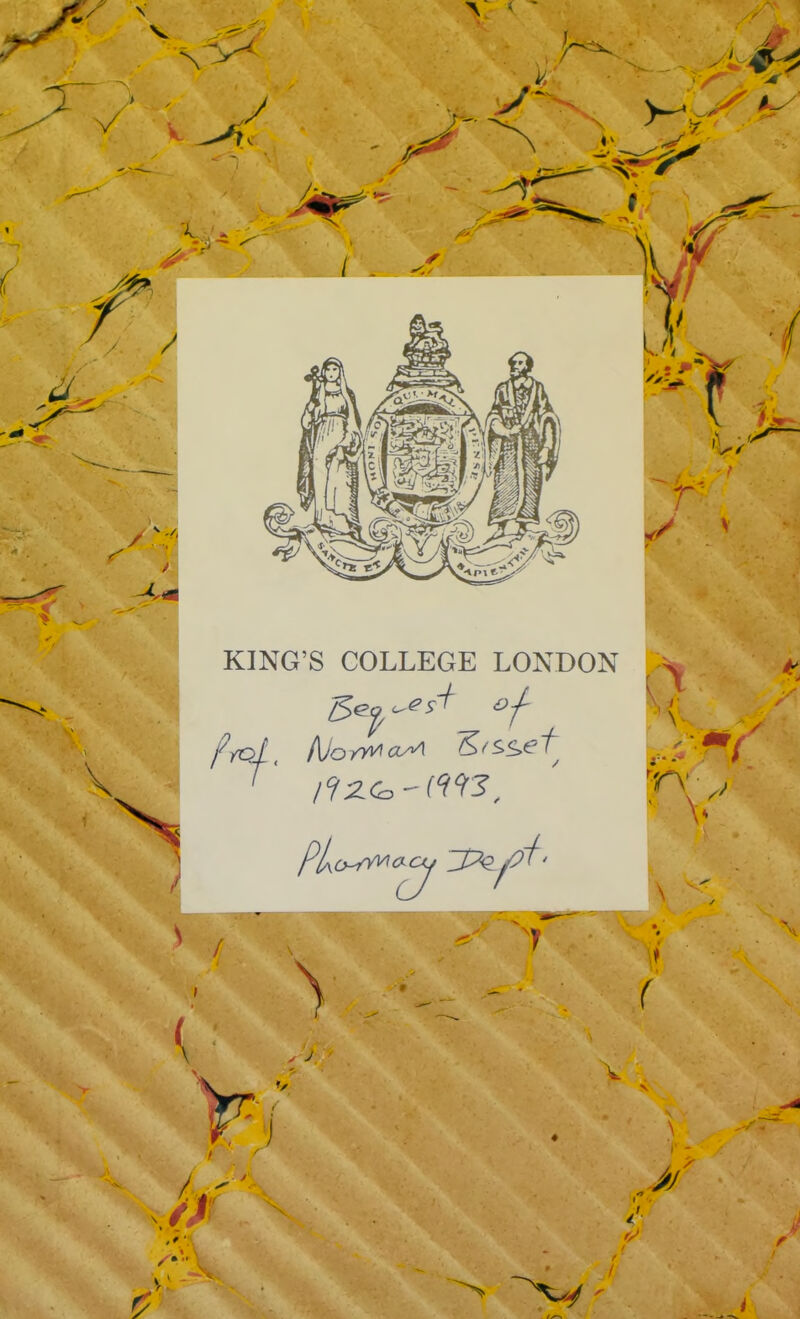 HONI SOI QUI · MAL PENSE
SANCTE ET SAPIENTER
KING'S COLLEGE LONDON
Bequest of
Prof. Norman Bisset,
1926-1993,
Pharmacy Dept.